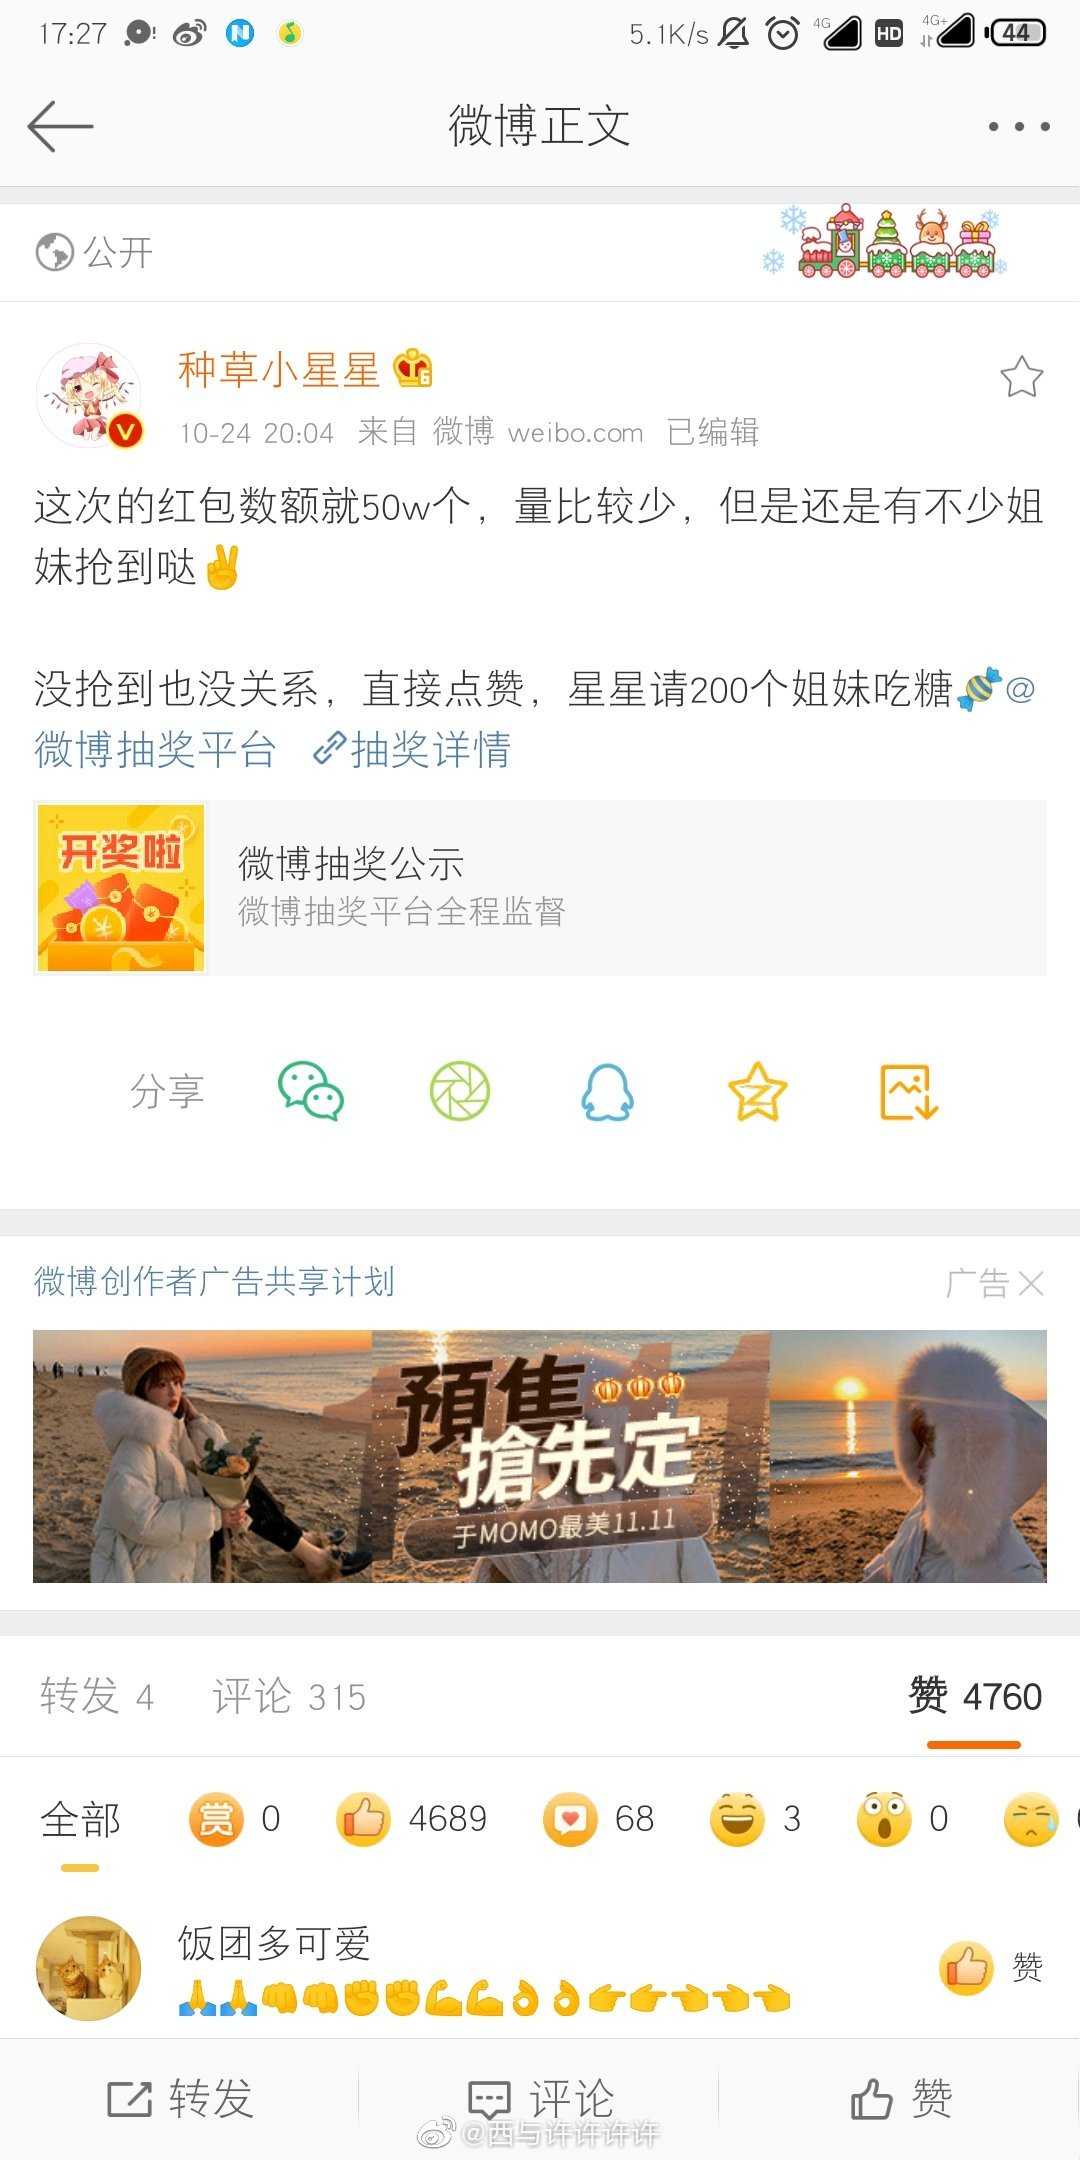 17:27
5.1K/s
4G
HD
4G+
44
微博正文
公开
种草小星星
6
V
10-24 20:04 来自 微博 weibo.com 已编辑
这次的红包数额就50w个，量比较少，但是还是有不少姐
妹抢到哒✌
没抢到也没关系，直接点赞，星星请200个姐妹吃糖🍬@
微博抽奖平台 抽奖详情
开奖啦
微博抽奖公示
微博抽奖平台全程监督
分享
微博创作者广告共享计划
广告
預售
搶先定
于MOMO最美11.11
转发 4 评论 315 赞 4760
全部 赏 0 4689 68 3 0
饭团多可爱
🙏🙏👊👊✊✊💪💪👌👌👉👉👈👈👈
赞
转发 评论 赞
@西与许许许许